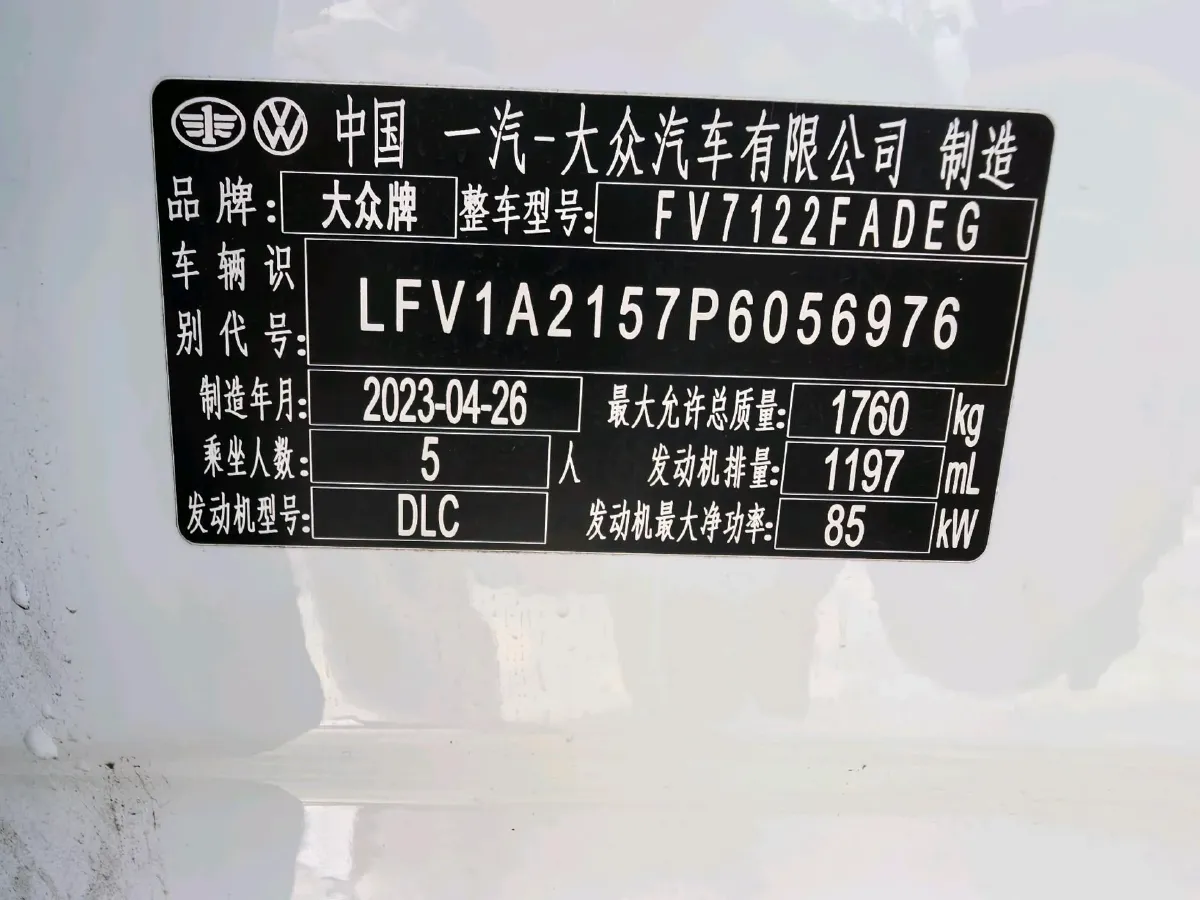 中国 一汽-大众汽车有限公司 制造
品牌: 大众牌 整车型号: FV7122FADEG
车辆识别代号: LFV1A2157P6056976
制造年月: 2023-04-26 最大允许总质量: 1760 kg
乘坐人数: 5 人 发动机排量: 1197 mL
发动机型号: DLC 发动机最大净功率: 85 kW